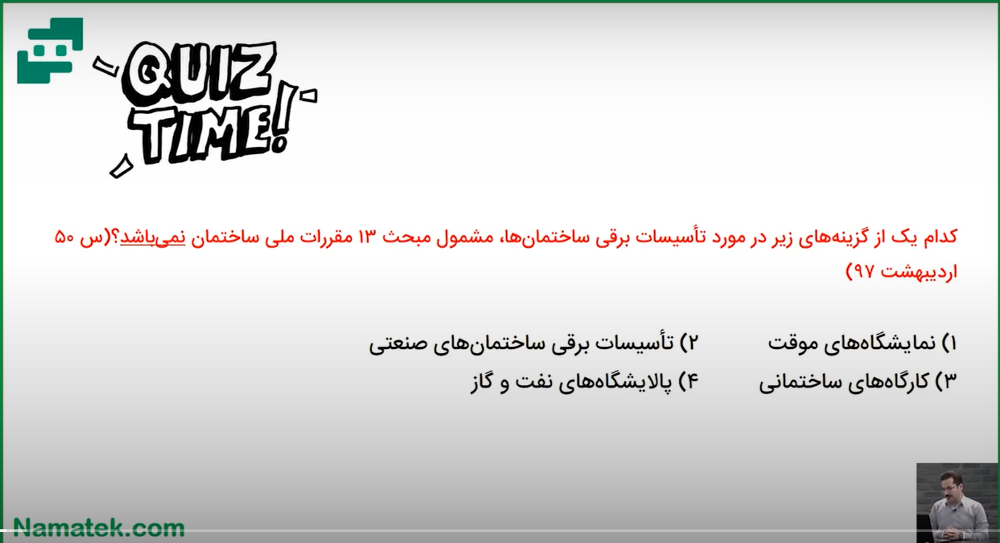 QUIZ
TIME!
کدام یک از گزینه‌های زیر در مورد تأسیسات برقی ساختمان‌ها، مشمول مبحث ۱۳ مقررات ملی ساختمان نمی‌باشد؟(س ۵۰
اردیبهشت ۹۷)
۱) نمایشگاه‌های موقت ۲) تأسیسات برقی ساختمان‌های صنعتی
۳) کارگاه‌های ساختمانی ۴) پالایشگاه‌های نفت و گاز
Namatek.com